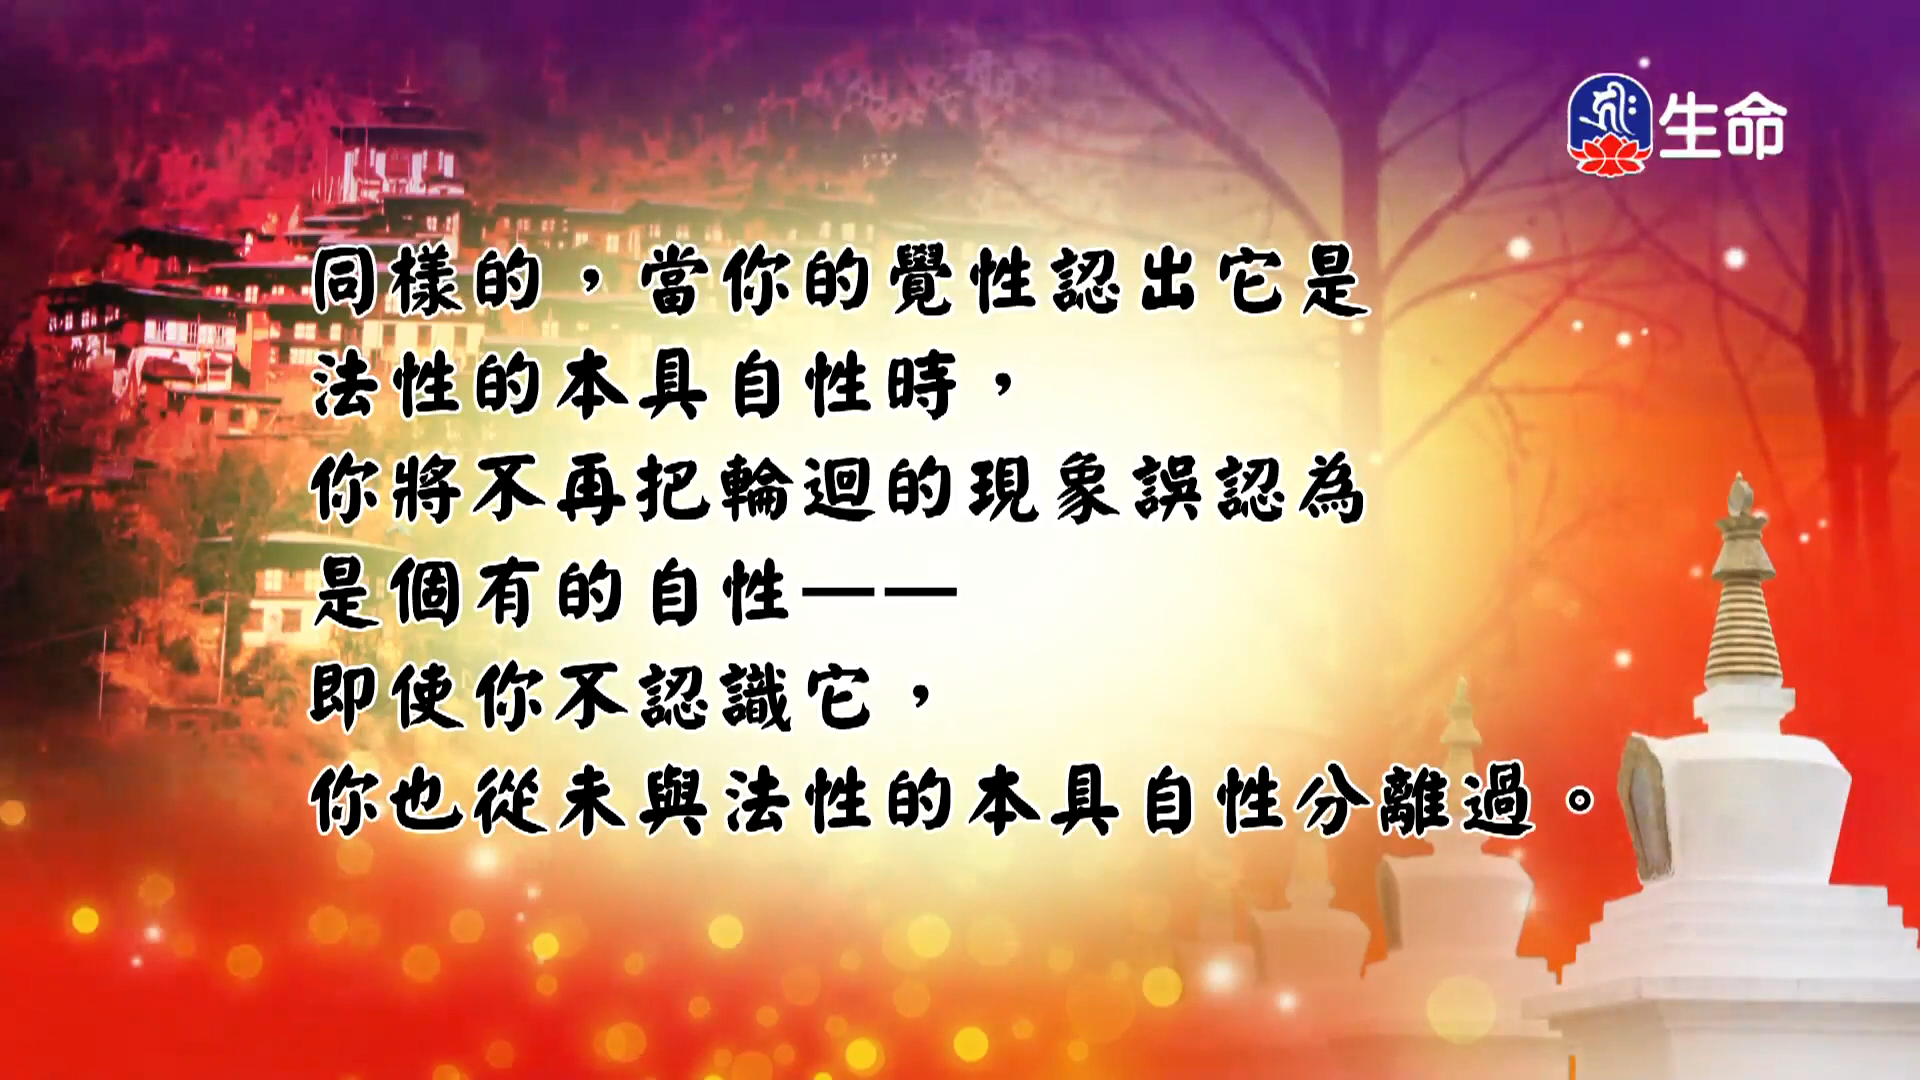 生命
同樣的，當你的覺性認出它是
法性的本具自性時，
你將不再把輪迴的現象誤認為
是個有的自性——
即使你不認識它，
你也從未與法性的本具自性分離過。